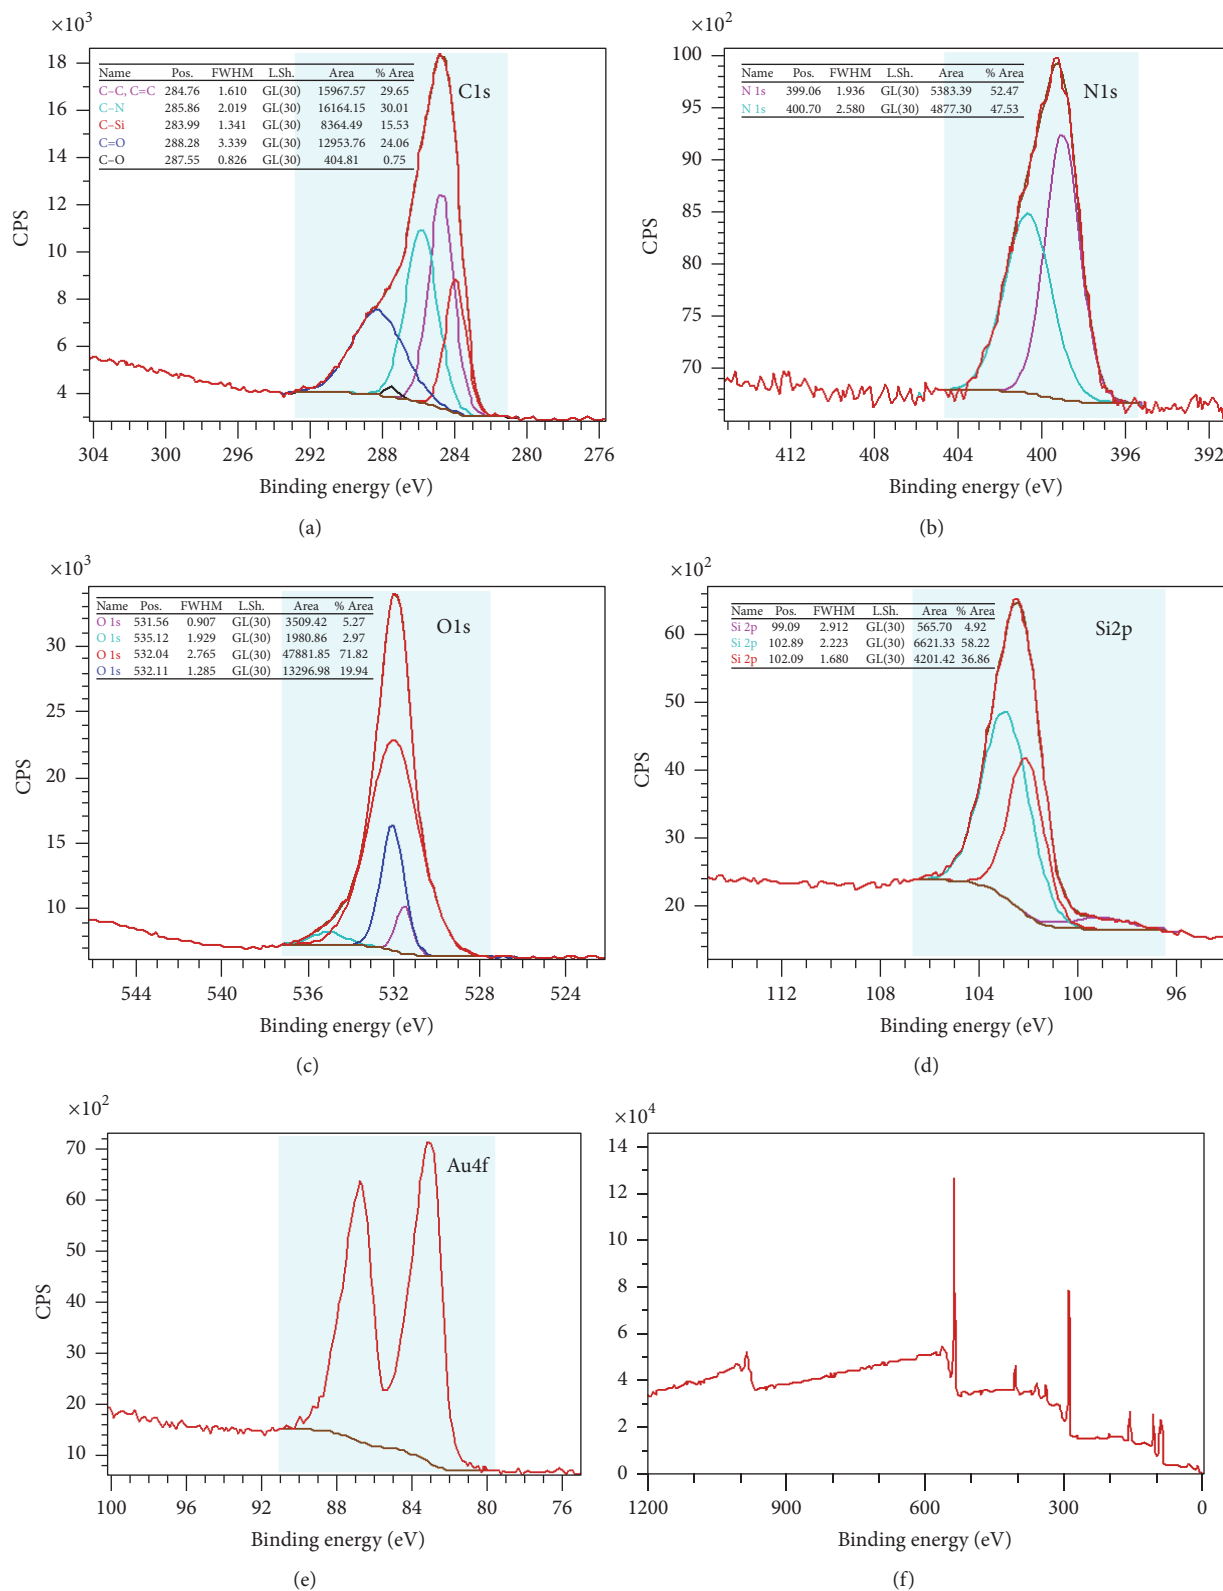 ×10³
Name Pos. FWHM L.Sh. Area % Area
C–C, C=C 284.76 1.610 GL(30) 15967.57 29.65
C–N 285.86 2.019 GL(30) 16164.15 30.01
C–Si 283.99 1.341 GL(30) 8364.49 15.53
C=O 288.28 3.339 GL(30) 12953.76 24.06
C–O 287.55 0.826 GL(30) 404.81 0.75
C1s
18
16
14
12
10
8
6
4
CPS
304 300 296 292 288 284 280 276
Binding energy (eV)
(a)
×10²
Name Pos. FWHM L.Sh. Area % Area
N 1s 399.06 1.936 GL(30) 5383.39 52.47
N 1s 400.70 2.580 GL(30) 4877.30 47.53
N1s
100
95
90
85
80
75
70
CPS
412 408 404 400 396 392
Binding energy (eV)
(b)
×10³
Name Pos. FWHM L.Sh. Area % Area
O 1s 531.56 0.907 GL(30) 3509.42 5.27
O 1s 535.12 1.929 GL(30) 1980.86 2.97
O 1s 532.04 2.765 GL(30) 47881.85 71.82
O 1s 532.11 1.285 GL(30) 13296.98 19.94
O1s
30
20
15
10
CPS
544 540 536 532 528 524
Binding energy (eV)
(c)
×10²
Name Pos. FWHM L.Sh. Area % Area
Si 2p 99.09 2.912 GL(30) 565.70 4.92
Si 2p 102.89 2.223 GL(30) 6621.33 58.22
Si 2p 102.09 1.680 GL(30) 4201.42 36.86
Si2p
60
50
40
30
20
CPS
112 108 104 100 96
Binding energy (eV)
(d)
×10²
Au4f
70
60
50
40
30
20
10
CPS
100 96 92 88 84 80 76
Binding energy (eV)
(e)
×10⁴
14
12
10
8
6
4
2
0
1200 900 600 300 0
Binding energy (eV)
(f)